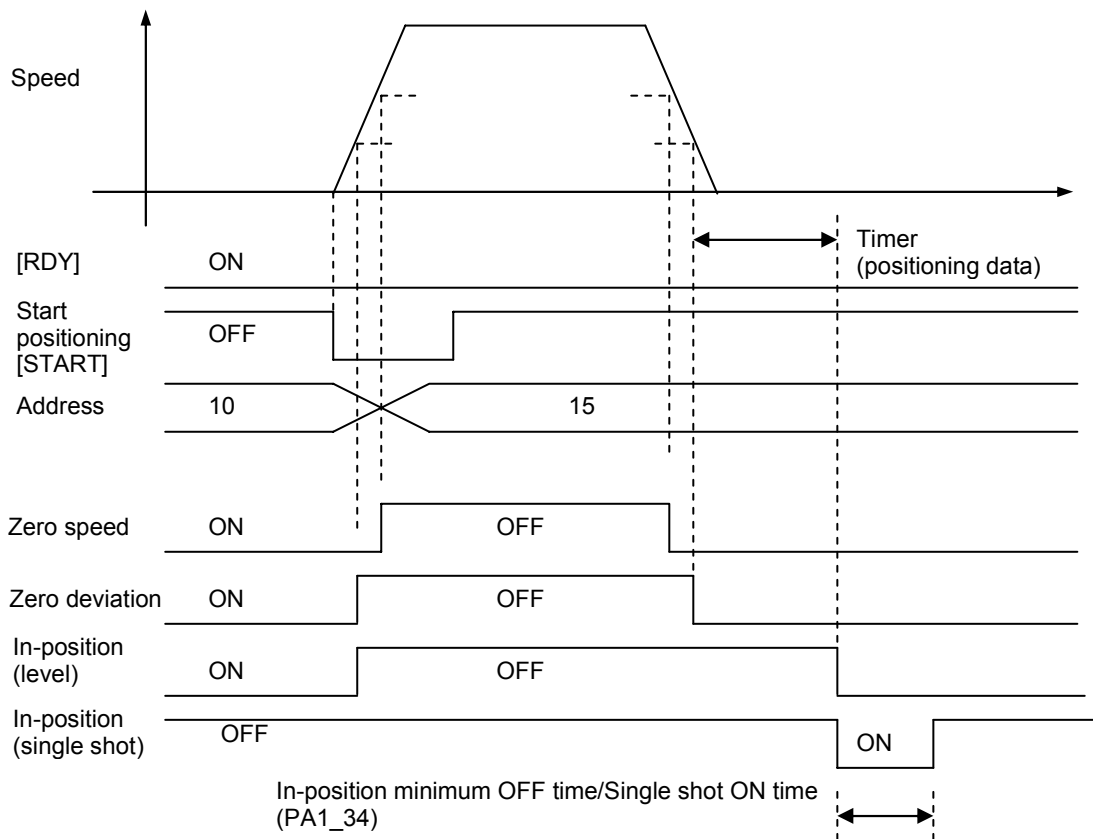 Speed
Timer
(positioning data)
[RDY]
ON
Start
positioning
[START]
OFF
Address
10
15
Zero speed
ON
OFF
Zero deviation
ON
OFF
In-position
(level)
ON
OFF
In-position
(single shot)
OFF
ON
In-position minimum OFF time/Single shot ON time
(PA1_34)